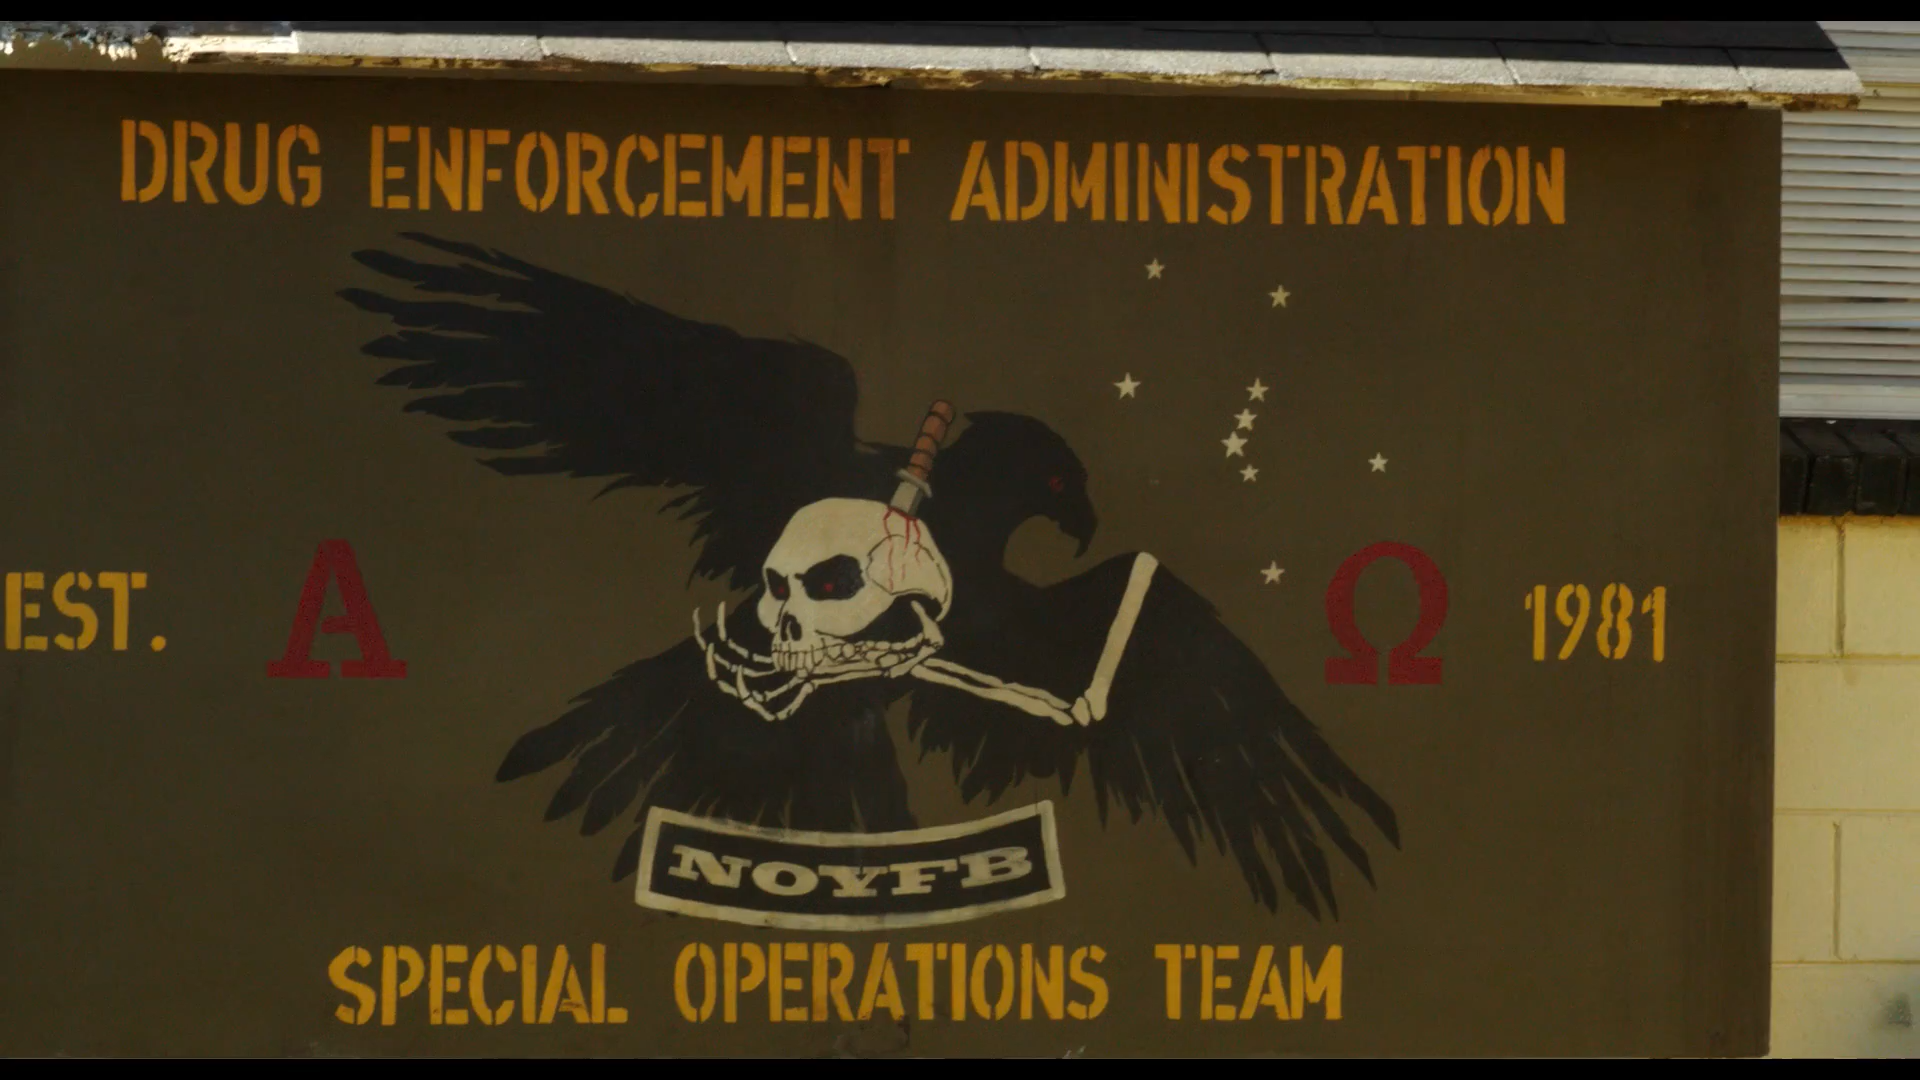 DRUG ENFORCEMENT ADMINISTRATION
EST. Α Ω 1981
NOYFB
SPECIAL OPERATIONS TEAM